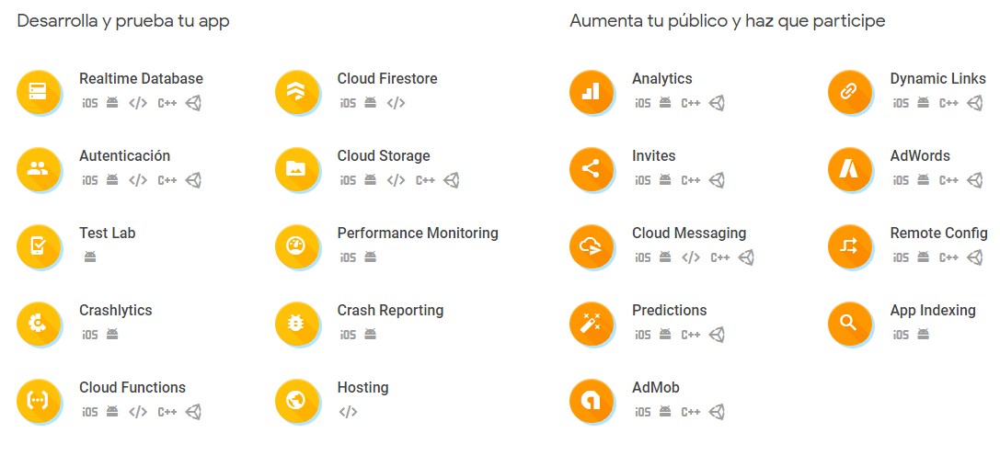 Desarrolla y prueba tu app
Realtime Database
iOS </> C++
Cloud Firestore
iOS </>
Autenticación
iOS </> C++
Cloud Storage
iOS </> C++
Test Lab
Performance Monitoring
iOS
Crashlytics
iOS
Crash Reporting
iOS
Cloud Functions
iOS </> C++
Hosting
</>
Aumenta tu público y haz que participe
Analytics
iOS C++
Dynamic Links
iOS C++
Invites
iOS C++
AdWords
iOS C++
Cloud Messaging
iOS </> C++
Remote Config
iOS C++
Predictions
iOS C++
App Indexing
iOS
AdMob
iOS C++